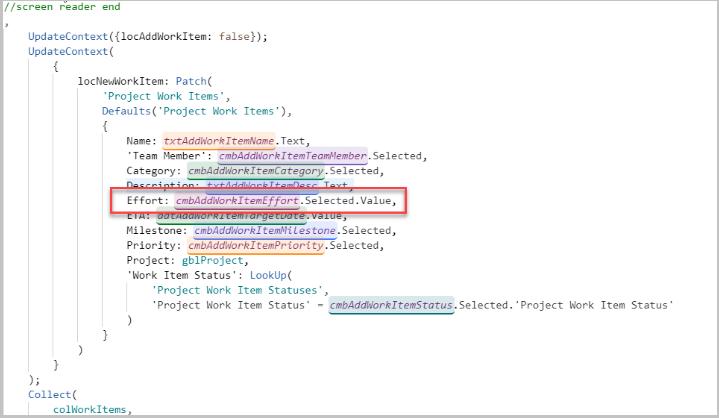 //screen reader end
,
UpdateContext({locAddWorkItem: false});
UpdateContext(
{
locNewWorkItem: Patch(
'Project Work Items',
Defaults('Project Work Items'),
{
Name: txtAddWorkItemName.Text,
'Team Member': cmbAddWorkItemTeamMember.Selected,
Category: cmbAddWorkItemCategory.Selected,
Description: txtAddWorkItemDesc.Text,
Effort: cmbAddWorkItemEffort.Selected.Value,
ETA: ddtAddWorkItemTargetDate.Value,
Milestone: cmbAddWorkItemMilestone.Selected,
Priority: cmbAddWorkItemPriority.Selected,
Project: gblProject,
'Work Item Status': LookUp(
'Project Work Item Statuses',
'Project Work Item Status' = cmbAddWorkItemStatus.Selected.'Project Work Item Status'
)
}
)
}
);
Collect(
colWorkItems,